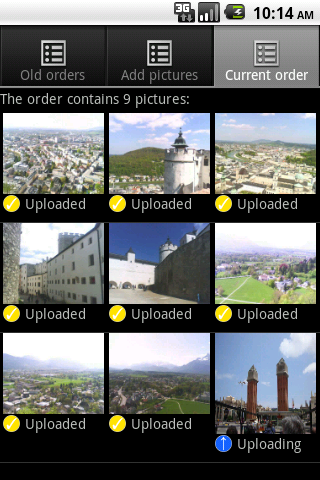 3G 10:14 AM
Old orders Add pictures Current order
The order contains 9 pictures:
Uploaded Uploaded Uploaded
Uploaded Uploaded Uploaded
Uploaded Uploaded
Uploading